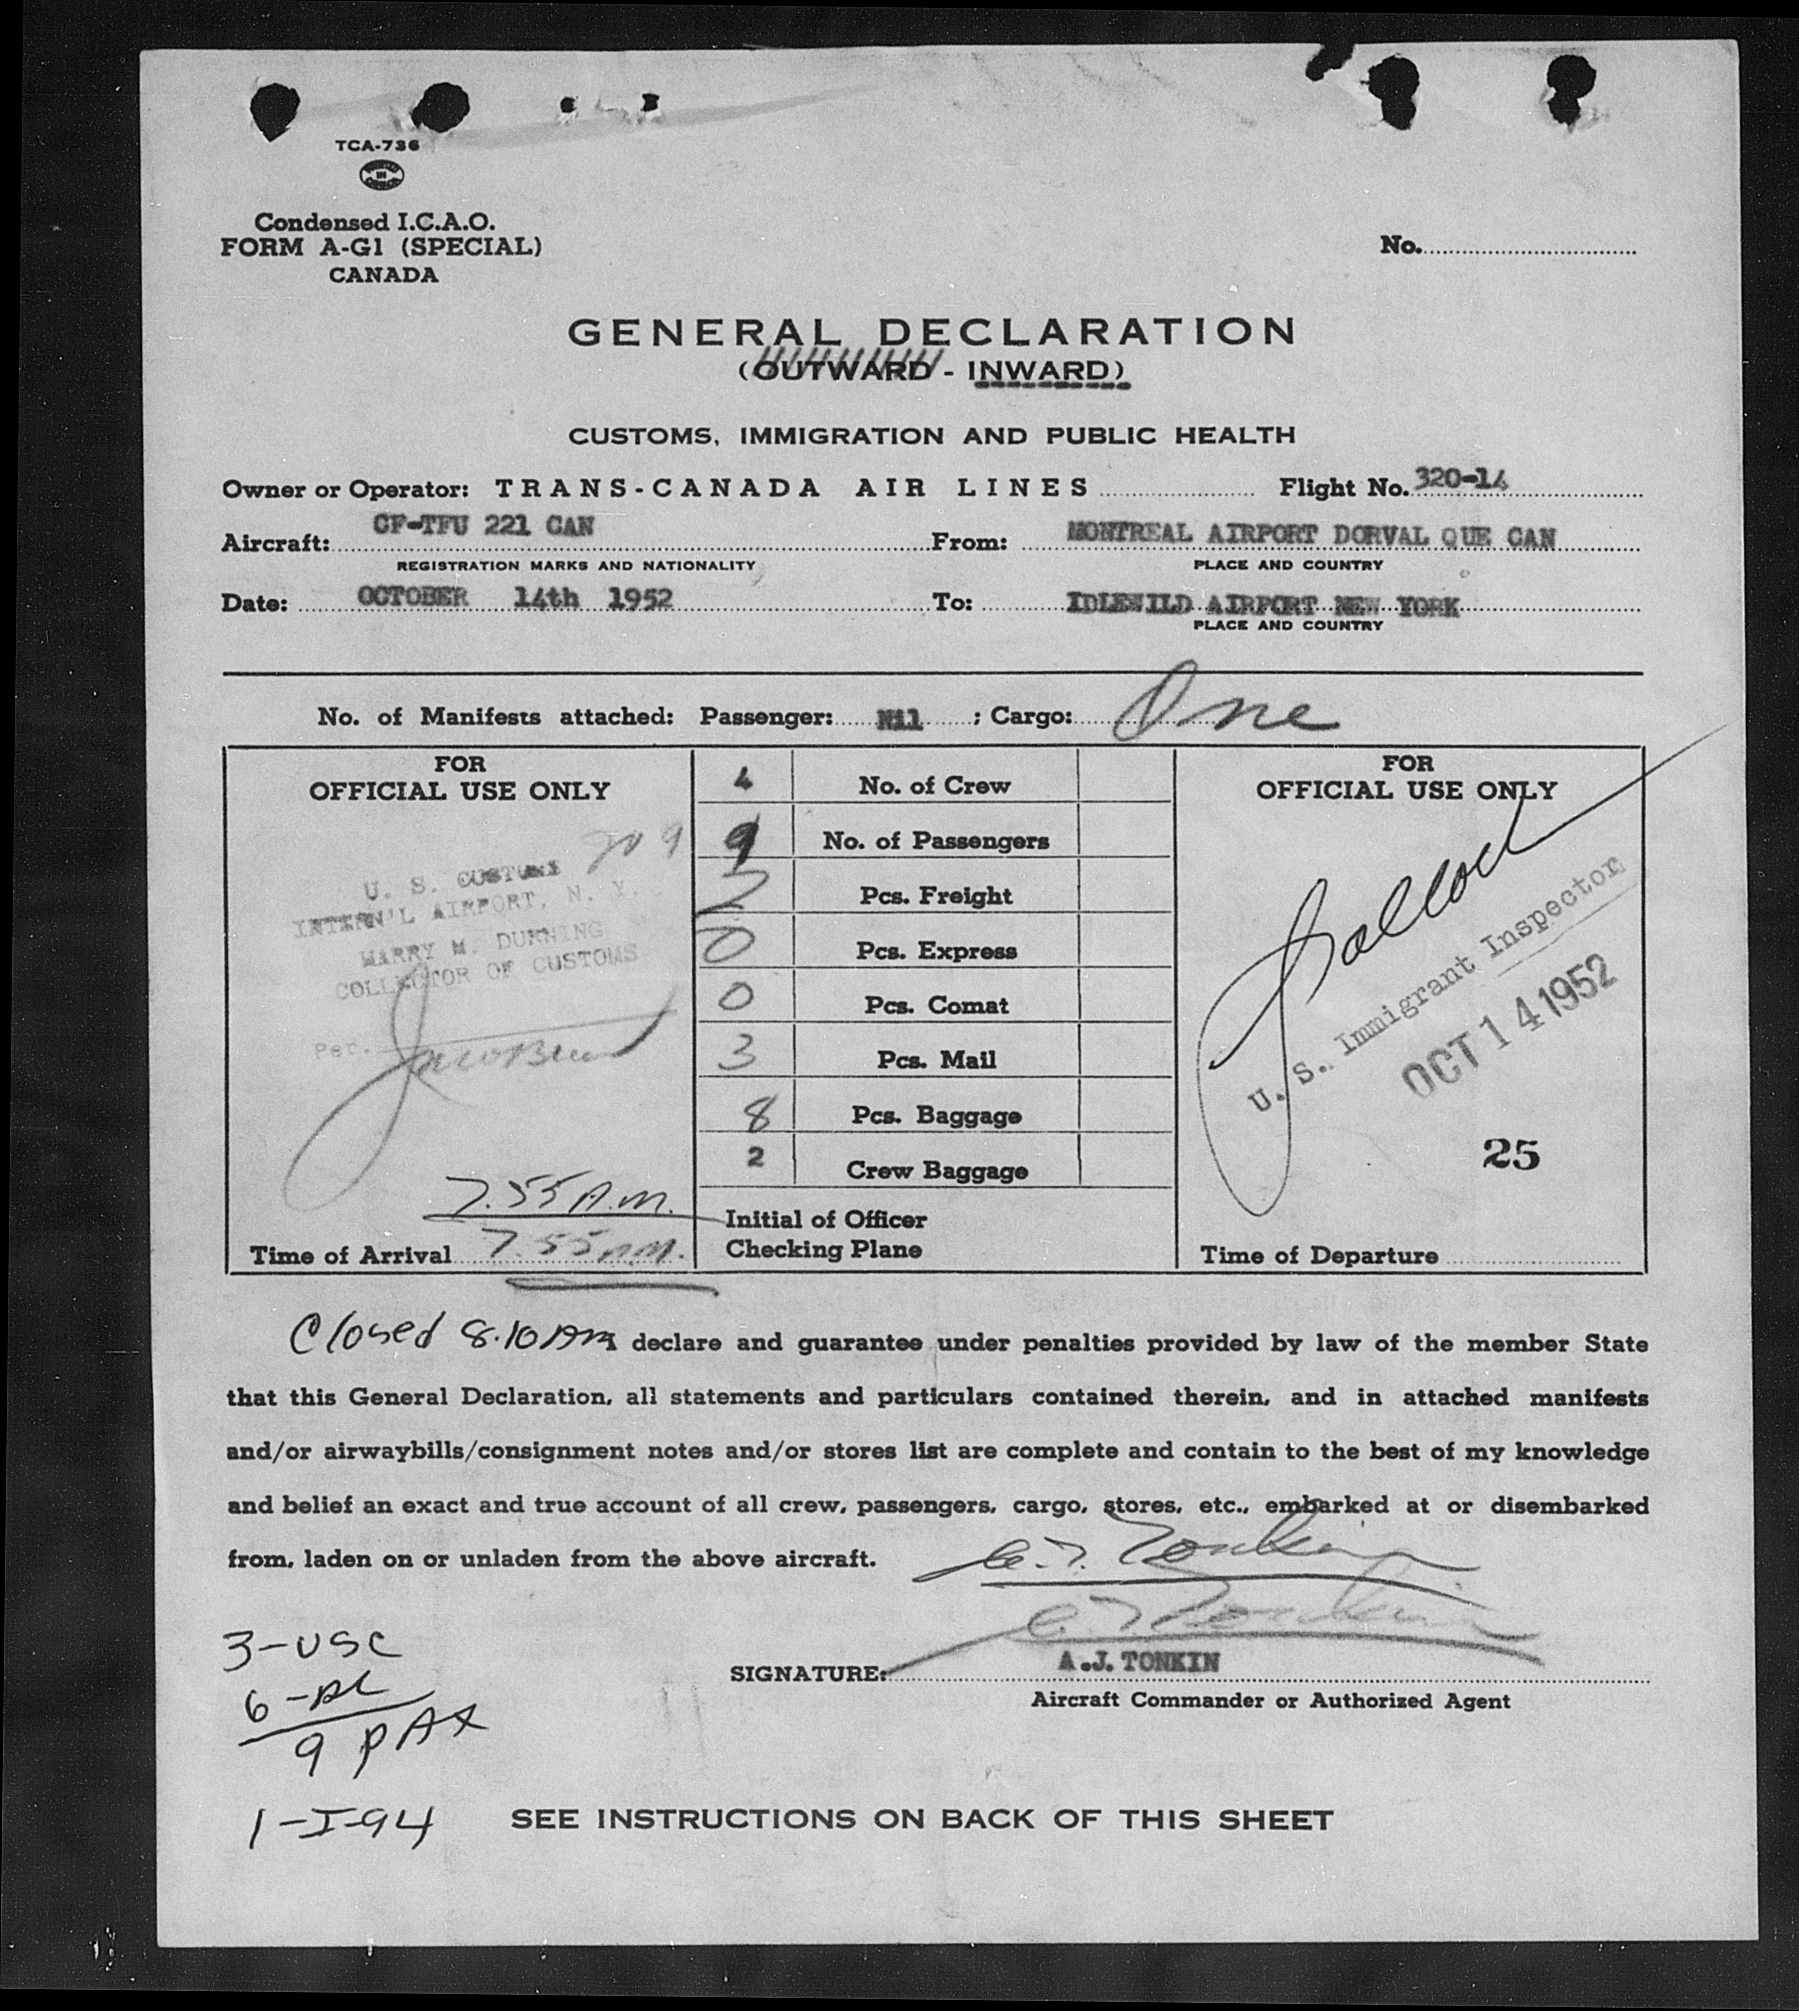 TCA-736
PRINTED IN CANADA
Condensed I.C.A.O.
FORM A-G1 (SPECIAL)
CANADA
No.
GENERAL DECLARATION
(OUTWARD - INWARD)
CUSTOMS, IMMIGRATION AND PUBLIC HEALTH
Owner or Operator: TRANS-CANADA AIR LINES Flight No. 320-14
Aircraft: CF-TFU 221 CAN From: MONTREAL AIRPORT DORVAL QUE CAN
REGISTRATION MARKS AND NATIONALITY PLACE AND COUNTRY
Date: OCTOBER 14th 1952 To: IDLEWILD AIRPORT NEW YORK
PLACE AND COUNTRY
No. of Manifests attached: Passenger: Nil ; Cargo: One
FOR
OFFICIAL USE ONLY
U. S. CUSTOMS
INTERN'L AIRPORT, N. Y.
HARRY M. DURNING
COLLECTOR OF CUSTOMS
Per.
7.55 A.M.
Time of Arrival 7.55 A.M.
4 No. of Crew
9 No. of Passengers
2 Pcs. Freight
0 Pcs. Express
0 Pcs. Comat
3 Pcs. Mail
8 Pcs. Baggage
2 Crew Baggage
Initial of Officer
Checking Plane
FOR
OFFICIAL USE ONLY
U. S. Immigrant Inspector
OCT 14 1952
25
Time of Departure
Closed 8.10 AM
I declare and guarantee under penalties provided by law of the member State
that this General Declaration, all statements and particulars contained therein, and in attached manifests
and/or airwaybills/consignment notes and/or stores list are complete and contain to the best of my knowledge
and belief an exact and true account of all crew, passengers, cargo, stores, etc., embarked at or disembarked
from, laden on or unladen from the above aircraft.
SIGNATURE: A.J. TONKIN
Aircraft Commander or Authorized Agent
3-USC
6-AL
9 PAX
1-I-94
SEE INSTRUCTIONS ON BACK OF THIS SHEET